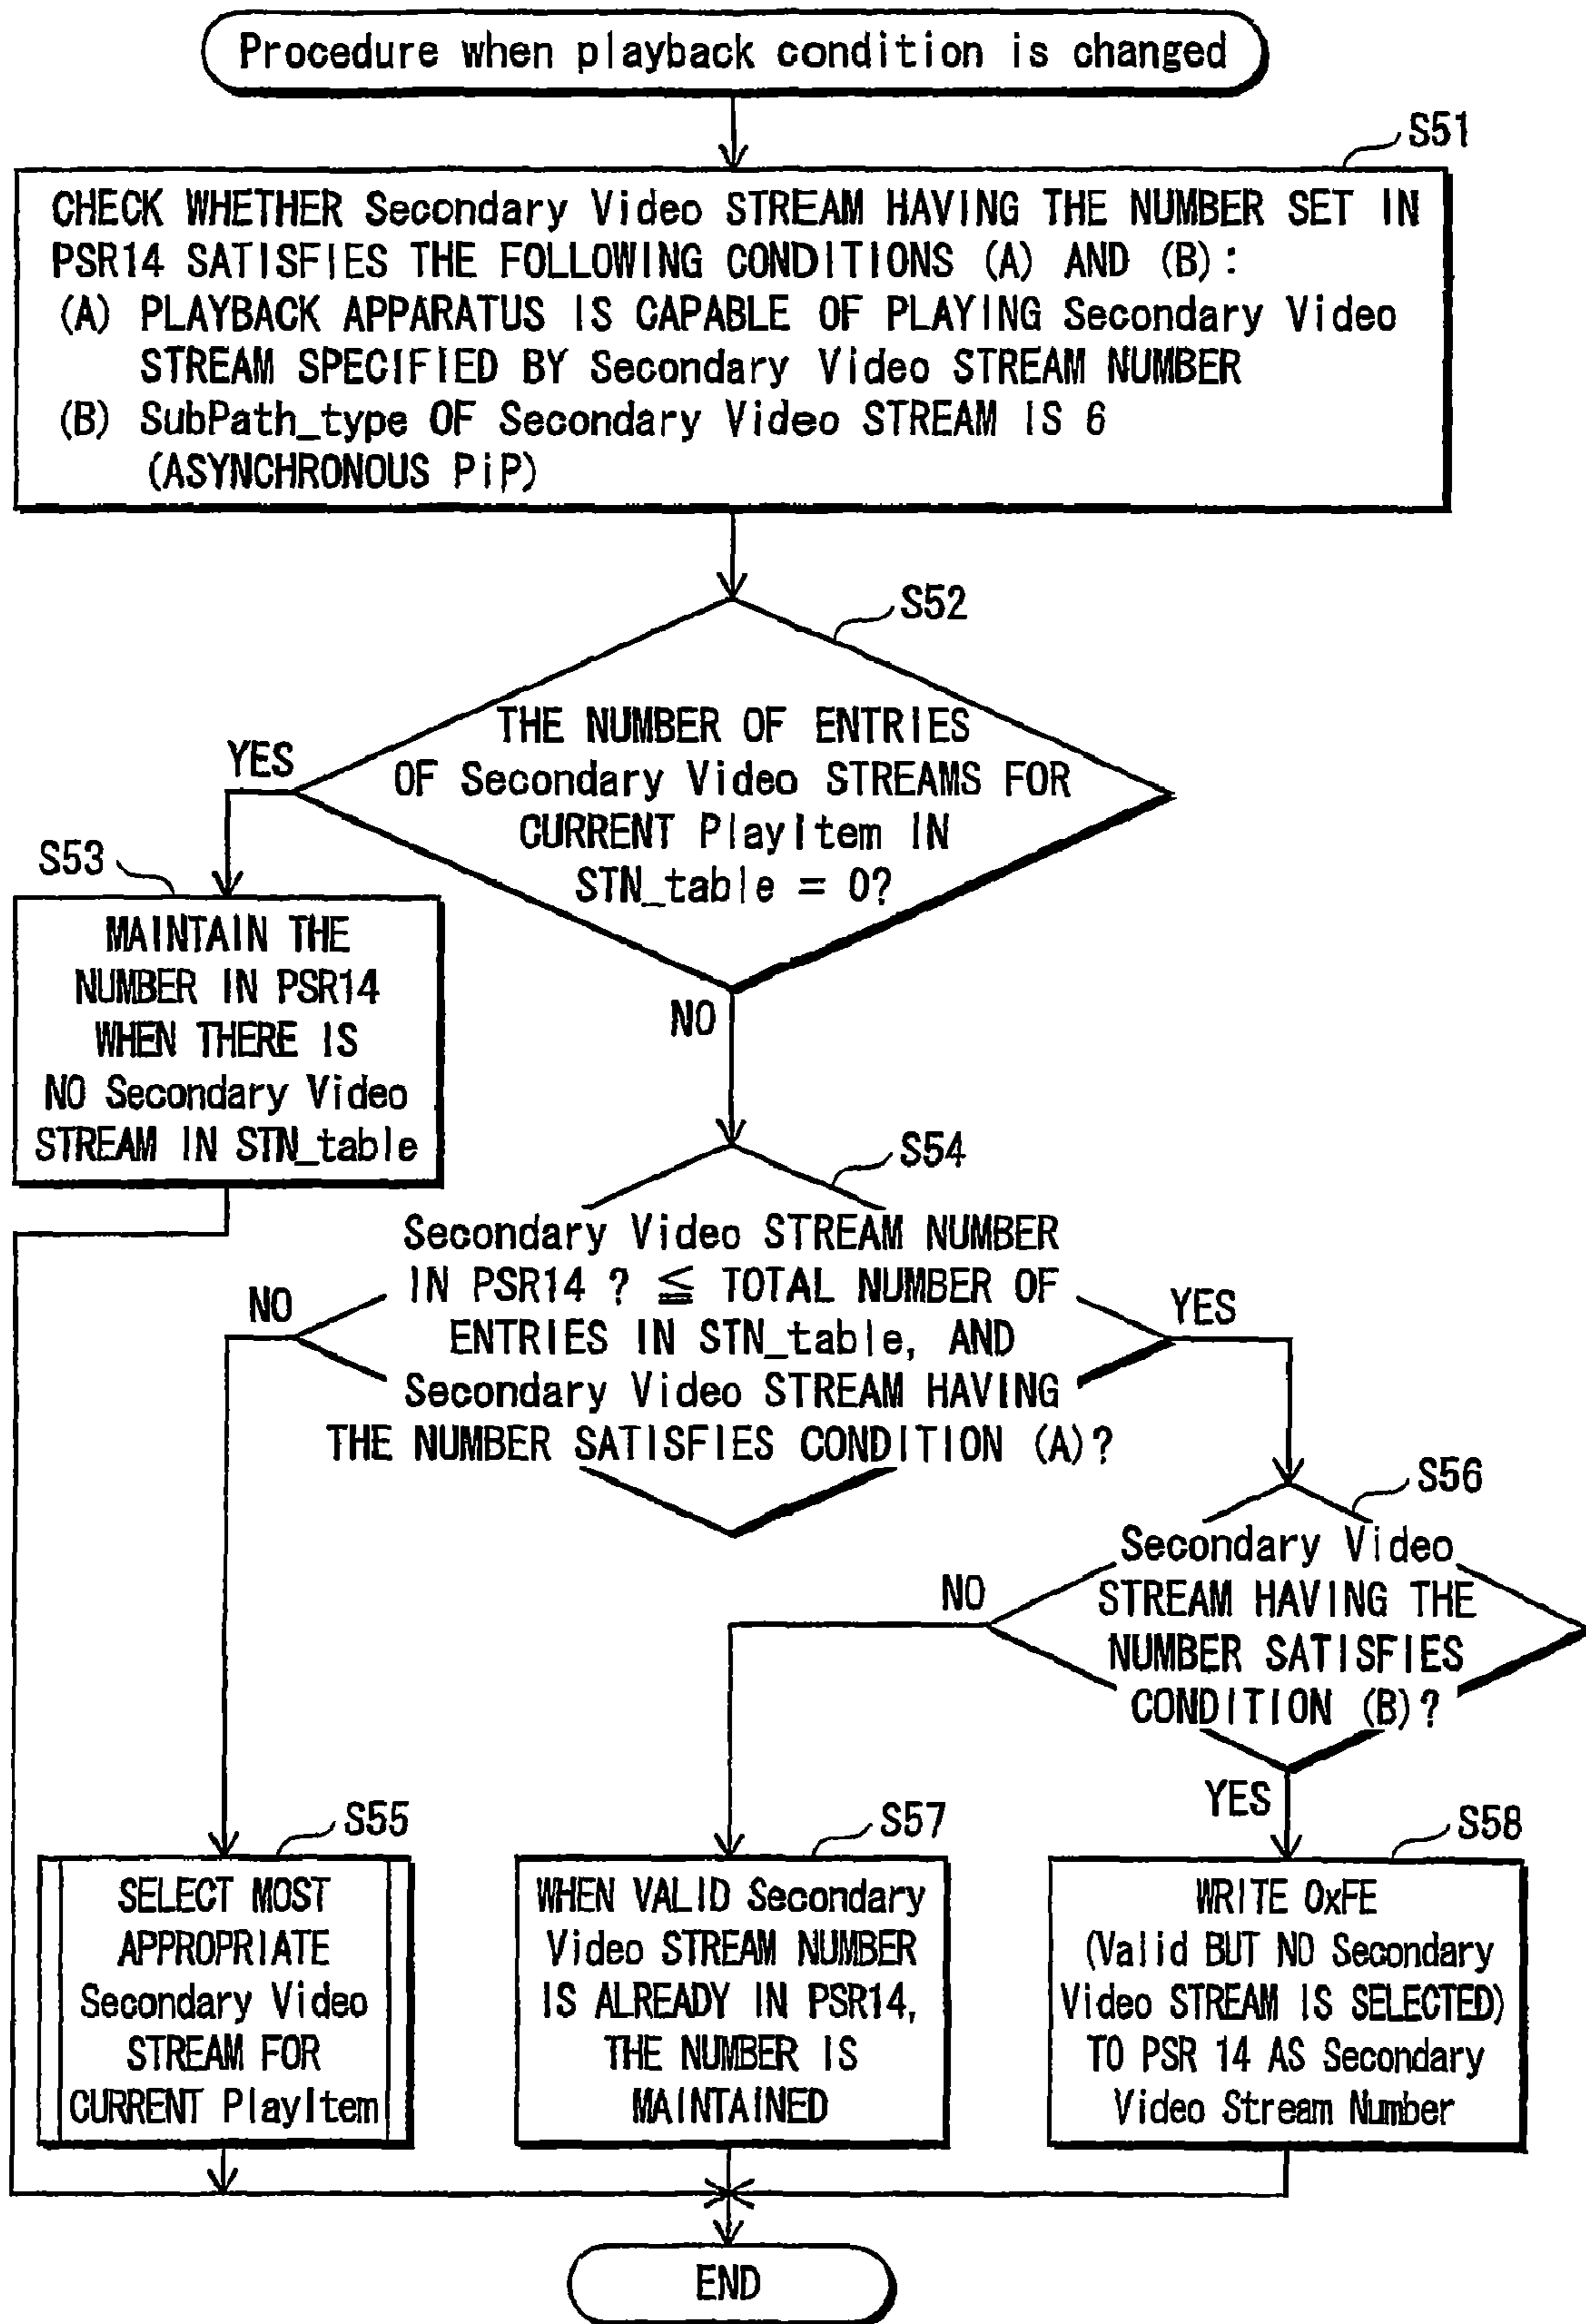 Procedure when playback condition is changed
S51
CHECK WHETHER Secondary Video STREAM HAVING THE NUMBER SET IN
PSR14 SATISFIES THE FOLLOWING CONDITIONS (A) AND (B):
(A) PLAYBACK APPARATUS IS CAPABLE OF PLAYING Secondary Video
STREAM SPECIFIED BY Secondary Video STREAM NUMBER
(B) SubPath_type OF Secondary Video STREAM IS 6
(ASYNCHRONOUS PiP)
S52
THE NUMBER OF ENTRIES
OF Secondary Video STREAMS FOR
CURRENT PlayItem IN
STN_table = 0?
YES
NO
S53
MAINTAIN THE
NUMBER IN PSR14
WHEN THERE IS
NO Secondary Video
STREAM IN STN_table
S54
Secondary Video STREAM NUMBER
IN PSR14 ? ≦ TOTAL NUMBER OF
ENTRIES IN STN_table, AND
Secondary Video STREAM HAVING
THE NUMBER SATISFIES CONDITION (A)?
NO
YES
S56
Secondary Video
STREAM HAVING THE
NUMBER SATISFIES
CONDITION (B)?
NO
YES
S55
SELECT MOST
APPROPRIATE
Secondary Video
STREAM FOR
CURRENT PlayItem
S57
WHEN VALID Secondary
Video STREAM NUMBER
IS ALREADY IN PSR14,
THE NUMBER IS
MAINTAINED
S58
WRITE 0xFE
(Valid BUT NO Secondary
Video STREAM IS SELECTED)
TO PSR 14 AS Secondary
Video Stream Number
END